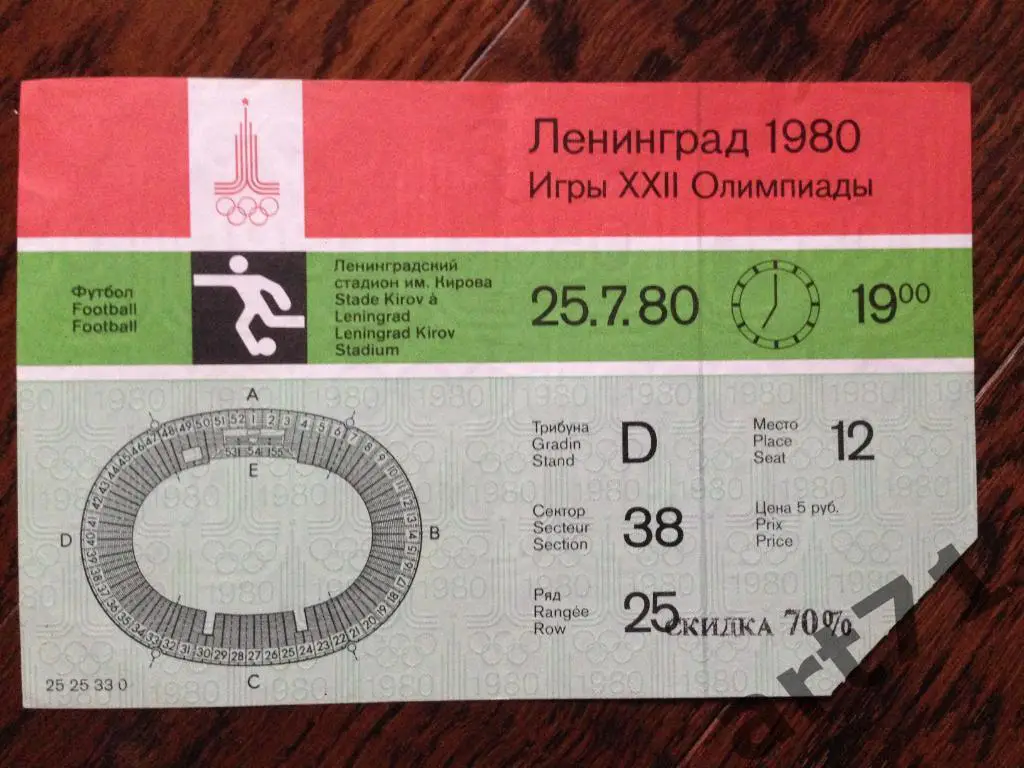 Ленинград 1980
Игры XXII Олимпиады
Футбол
Football
Football
Ленинградский
стадион им. Кирова
Stade Kirov à
Leningrad
Leningrad Kirov
Stadium
25.7.80
19⁰⁰
A
E
D
B
C
Трибуна
Gradin
Stand
D
Место
Place
Seat
12
Сектор
Secteur
Section
38
Цена 5 руб.
Prix
Price
Ряд
Rangée
Row
25
СКИДКА 70%
25 25 33 0
art71